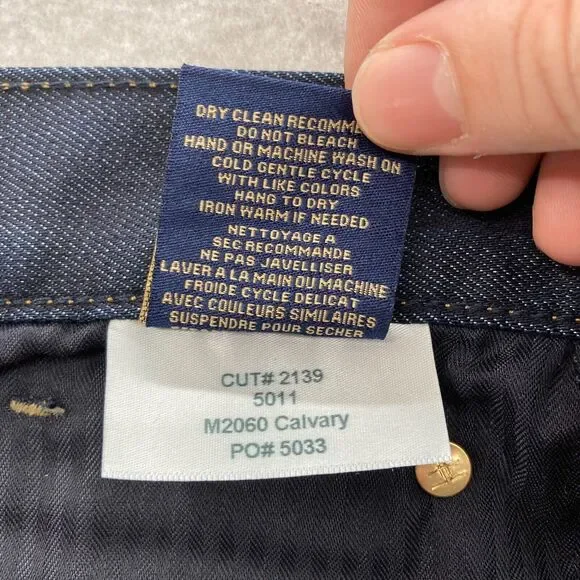 DRY CLEAN RECOMME
DO NOT BLEACH
HAND OR MACHINE WASH ON
COLD GENTLE CYCLE
WITH LIKE COLORS
HANG TO DRY
IRON WARM IF NEEDED
NETTOYAGE A
SEC RECOMMANDE
NE PAS JAVELLISER
LAVER A LA MAIN OU MACHINE
FROIDE CYCLE DELICAT
AVEC COULEURS SIMILAIRES
SUSPENDRE POUR SECHER
CUT# 2139
5011
M2060 Calvary
PO# 5033